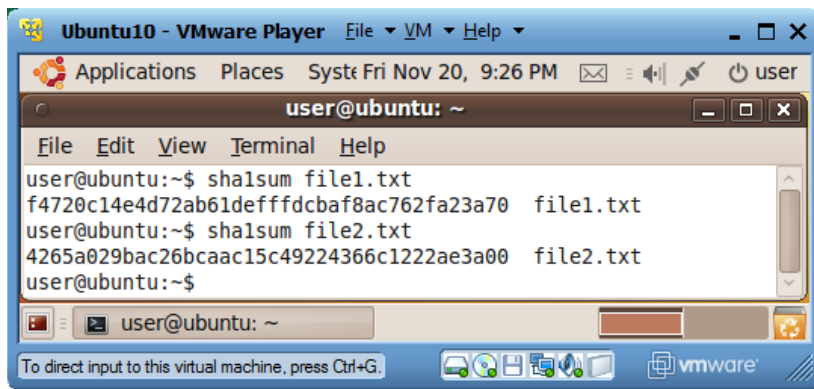 Ubuntu10 - VMware Player File VM Help
Applications Places Syste Fri Nov 20, 9:26 PM user
user@ubuntu: ~
File Edit View Terminal Help
user@ubuntu:~$ sha1sum file1.txt
f4720c14e4d72ab61defffdcbaf8ac762fa23a70  file1.txt
user@ubuntu:~$ sha1sum file2.txt
4265a029bac26bcaac15c49224366c1222ae3a00  file2.txt
user@ubuntu:~$
user@ubuntu: ~
To direct input to this virtual machine, press Ctrl+G. vmware